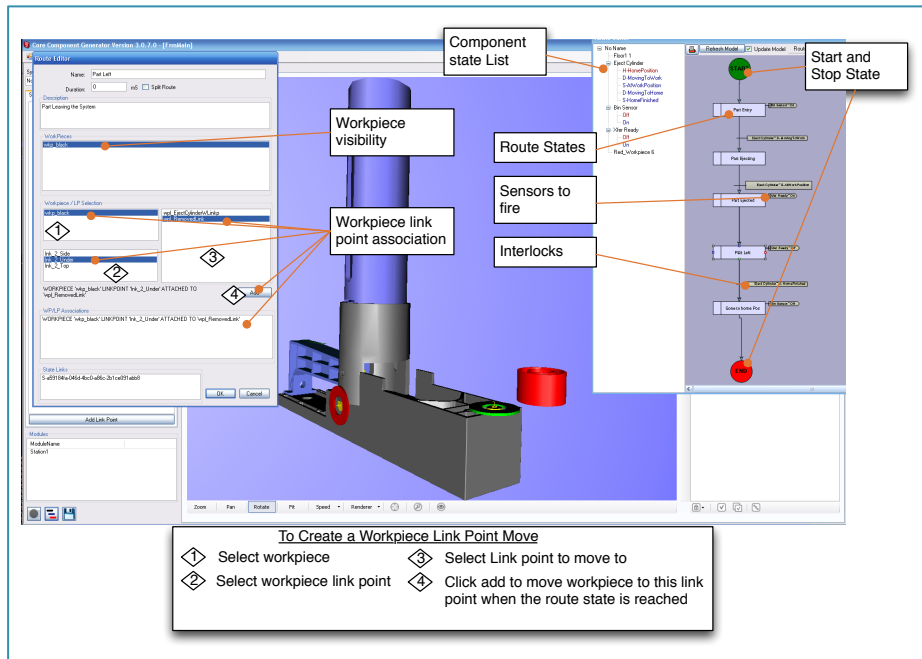 Core Component Generator Version 3.0.7.0 - [FrmMain]
Route Editor
Name: Part Left
Duration: 0 mS Split Route
Description
Part Leaving the System
WorkPieces
wkp_black
Workpiece / LP Selection
wkp_black
wpl_EjectCylinderWLinkp
wpl_RemovedLink
1
3
lnk_2_Side
lnk_2_Under
lnk_2_Top
2
4
WORKPIECE 'wkp_black' LINKPOINT 'lnk_2_Under' ATTACHED TO
'wpl_RemovedLink'
WP/LP Associations
WORKPIECE 'wkp_black' LINKPOINT 'lnk_2_Under' ATTACHED TO 'wpl_RemovedLink'
State Links
OK Cancel
Add Link Point
Modules
ModuleName
Station1
Zoom Pan Rotate Fit Speed Renderer
Component
state List
Workpiece
visibility
Workpiece link
point association
Route States
Sensors to
fire
Interlocks
Start and
Stop State
No Name
Floor1 1
Eject Cylinder
H-HomePosition
D-MovingToWork
S-AtWorkPosition
D-MovingToHome
S-HomeFinished
Bin Sensor
Off
On
Xfer Ready
Off
On
Red_Workpiece 6
Refresh Model Update Model
START
Part Entry
Part Ejecting
Part Ejected
Part Left
Gone to home Pos
END
To Create a Workpiece Link Point Move
1 Select workpiece
2 Select workpiece link point
3 Select Link point to move to
4 Click add to move workpiece to this link
point when the route state is reached